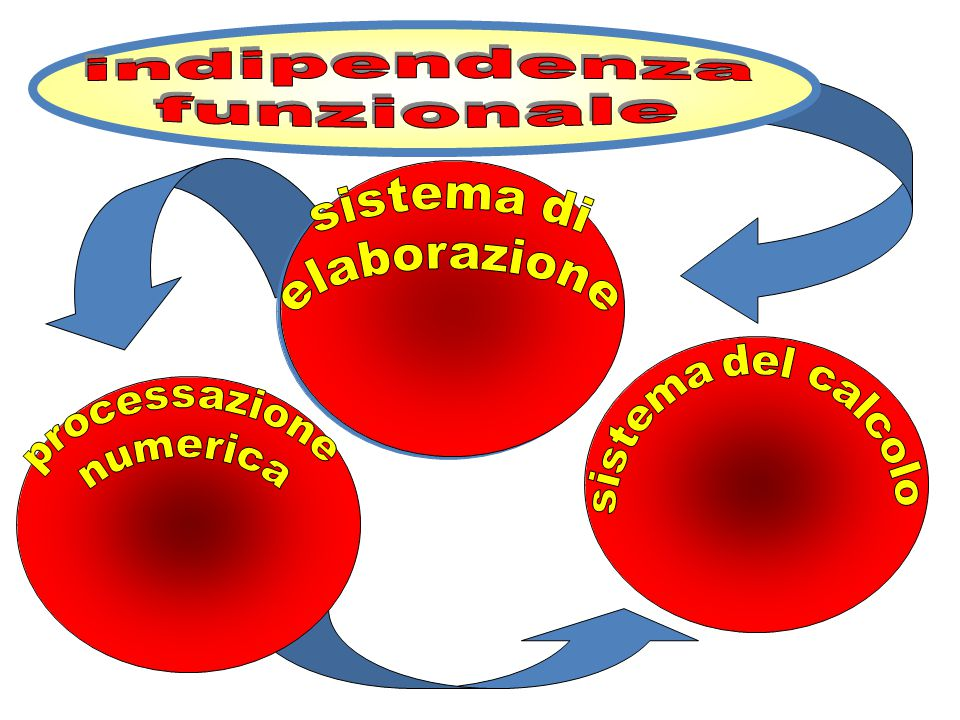 indipendenza
funzionale
sistema di
elaborazione
processazione
numerica
sistema del calcolo